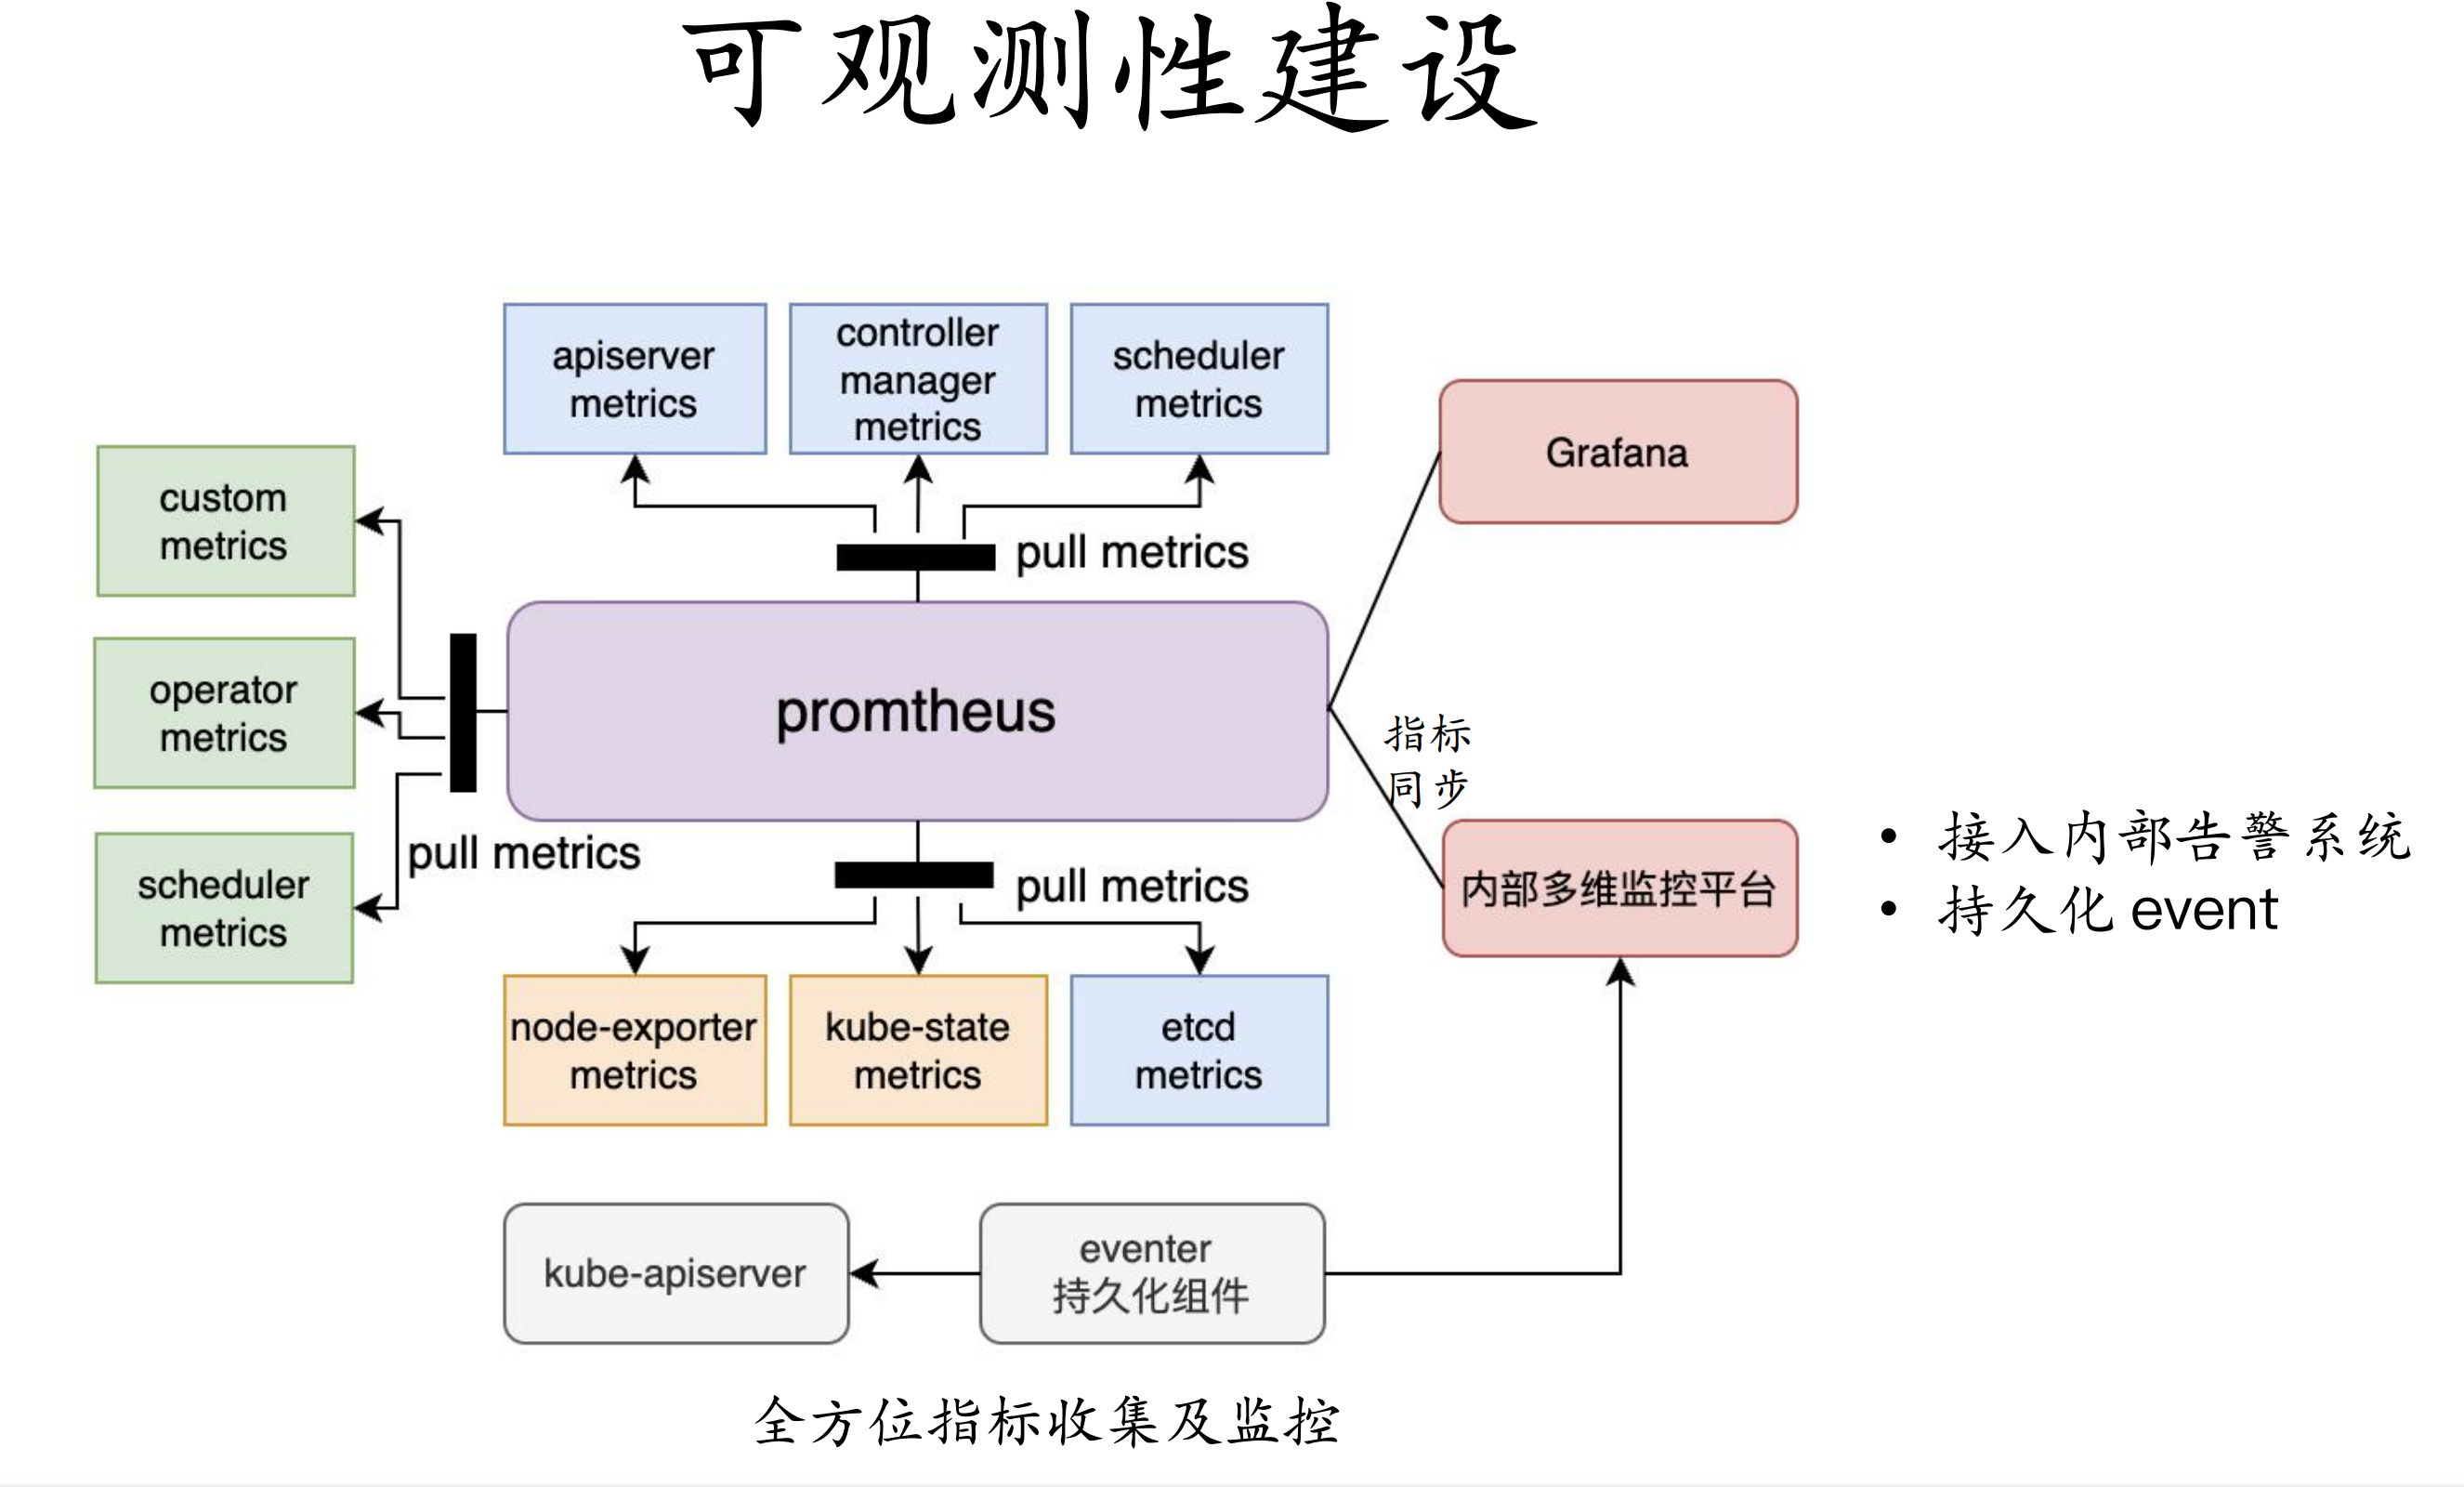 可观测性建设
apiserver
metrics
controller
manager
metrics
scheduler
metrics
Grafana
custom
metrics
pull metrics
operator
metrics
promtheus
指标
同步
scheduler
metrics
pull metrics
pull metrics
内部多维监控平台
• 接入内部告警系统
• 持久化 event
node-exporter
metrics
kube-state
metrics
etcd
metrics
kube-apiserver
eventer
持久化组件
全方位指标收集及监控